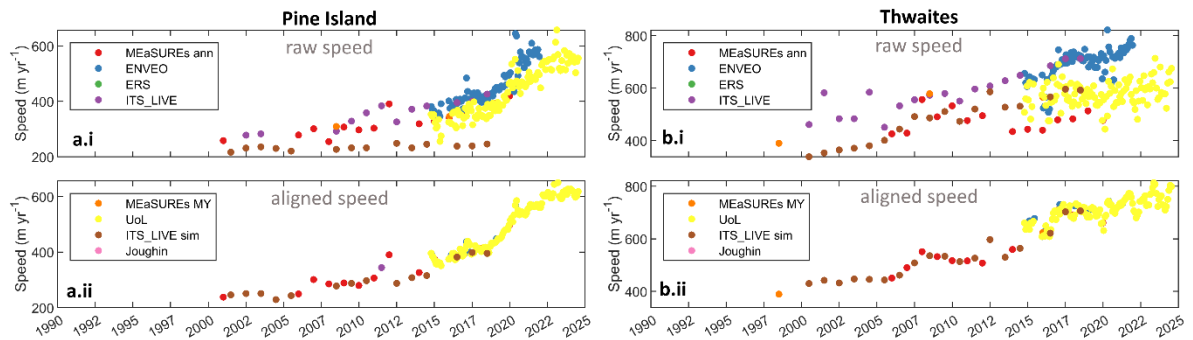 Pine Island
Thwaites
raw speed
MEaSUREs ann
ENVEO
ERS
ITS_LIVE
Speed (m yr⁻¹)
600
400
200
a.i
raw speed
MEaSUREs ann
ENVEO
ERS
ITS_LIVE
Speed (m yr⁻¹)
800
600
400
b.i
aligned speed
MEaSUREs MY
UoL
ITS_LIVE sim
Joughin
Speed (m yr⁻¹)
600
400
200
a.ii
1990 1992 1995 1997 2000 2002 2005 2007 2010 2012 2015 2017 2020 2022 2025
aligned speed
MEaSUREs MY
UoL
ITS_LIVE sim
Joughin
Speed (m yr⁻¹)
800
600
400
b.ii
1990 1992 1995 1997 2000 2002 2005 2007 2010 2012 2015 2017 2020 2022 2025